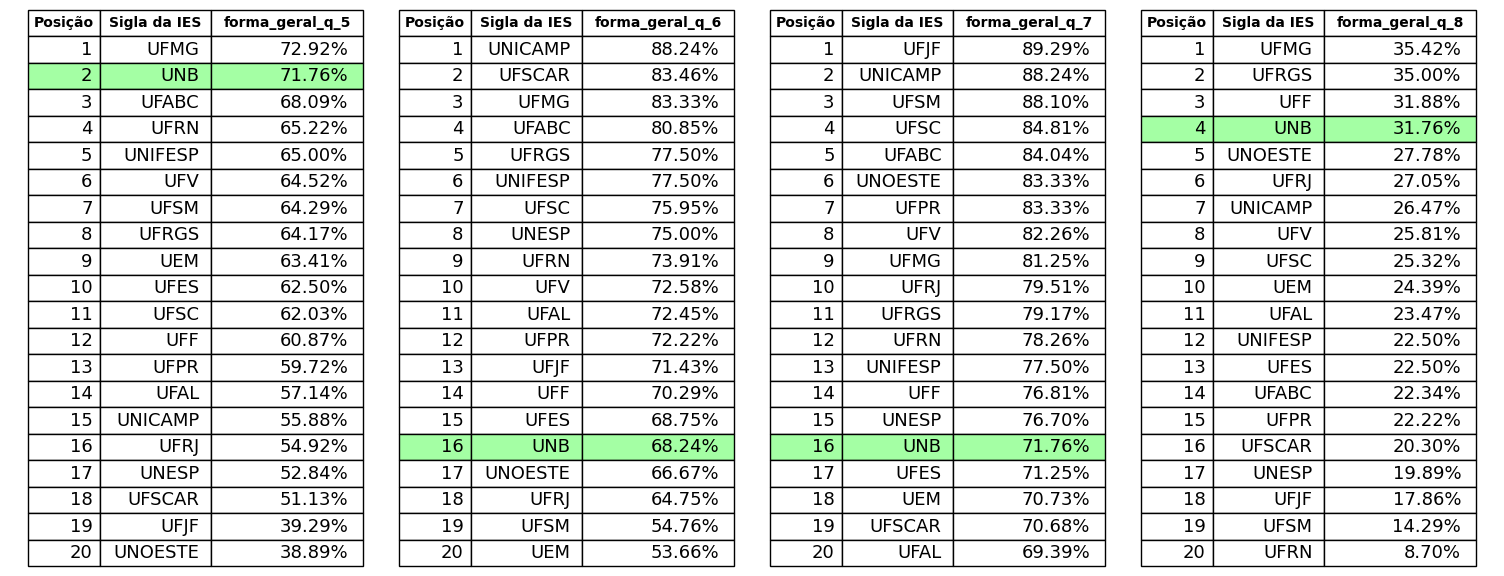 Posição Sigla da IES forma_geral_q_5
1 UFMG 72.92%
2 UNB 71.76%
3 UFABC 68.09%
4 UFRN 65.22%
5 UNIFESP 65.00%
6 UFV 64.52%
7 UFSM 64.29%
8 UFRGS 64.17%
9 UEM 63.41%
10 UFES 62.50%
11 UFSC 62.03%
12 UFF 60.87%
13 UFPR 59.72%
14 UFAL 57.14%
15 UNICAMP 55.88%
16 UFRJ 54.92%
17 UNESP 52.84%
18 UFSCAR 51.13%
19 UFJF 39.29%
20 UNOESTE 38.89%
Posição Sigla da IES forma_geral_q_6
1 UNICAMP 88.24%
2 UFSCAR 83.46%
3 UFMG 83.33%
4 UFABC 80.85%
5 UFRGS 77.50%
6 UNIFESP 77.50%
7 UFSC 75.95%
8 UNESP 75.00%
9 UFRN 73.91%
10 UFV 72.58%
11 UFAL 72.45%
12 UFPR 72.22%
13 UFJF 71.43%
14 UFF 70.29%
15 UFES 68.75%
16 UNB 68.24%
17 UNOESTE 66.67%
18 UFRJ 64.75%
19 UFSM 54.76%
20 UEM 53.66%
Posição Sigla da IES forma_geral_q_7
1 UFJF 89.29%
2 UNICAMP 88.24%
3 UFSM 88.10%
4 UFSC 84.81%
5 UFABC 84.04%
6 UNOESTE 83.33%
7 UFPR 83.33%
8 UFV 82.26%
9 UFMG 81.25%
10 UFRJ 79.51%
11 UFRGS 79.17%
12 UFRN 78.26%
13 UNIFESP 77.50%
14 UFF 76.81%
15 UNESP 76.70%
16 UNB 71.76%
17 UFES 71.25%
18 UEM 70.73%
19 UFSCAR 70.68%
20 UFAL 69.39%
Posição Sigla da IES forma_geral_q_8
1 UFMG 35.42%
2 UFRGS 35.00%
3 UFF 31.88%
4 UNB 31.76%
5 UNOESTE 27.78%
6 UFRJ 27.05%
7 UNICAMP 26.47%
8 UFV 25.81%
9 UFSC 25.32%
10 UEM 24.39%
11 UFAL 23.47%
12 UNIFESP 22.50%
13 UFES 22.50%
14 UFABC 22.34%
15 UFPR 22.22%
16 UFSCAR 20.30%
17 UNESP 19.89%
18 UFJF 17.86%
19 UFSM 14.29%
20 UFRN 8.70%